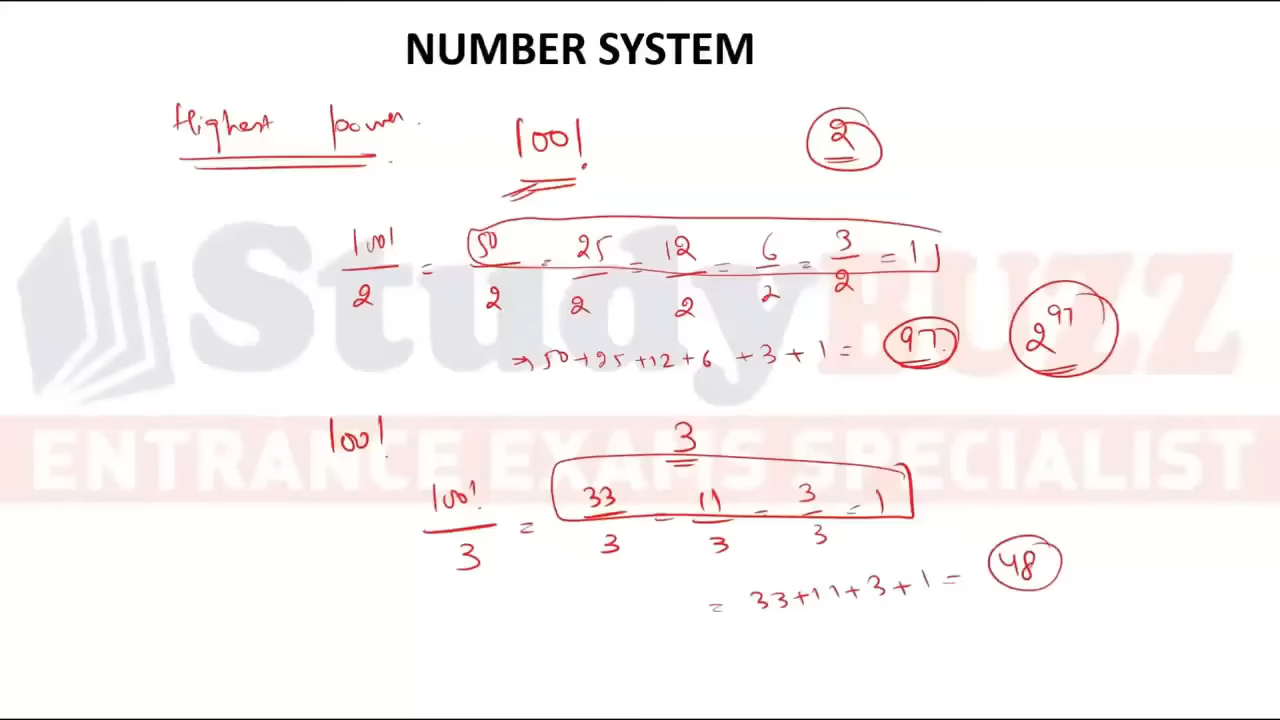 NUMBER SYSTEM
Highest power.
100!
2
100!/2 = 50/2 = 25/2 = 12/2 = 6/2 = 3/2 = 1
⇒ 50+25+12+6+3+1 = 97
2^97
StudyBUZZ
ENTRANCE EXAMS SPECIALIST
100!
3
100!/3 = 33/3 = 11/3 = 3/3 = 1
= 33+11+3+1 = 48